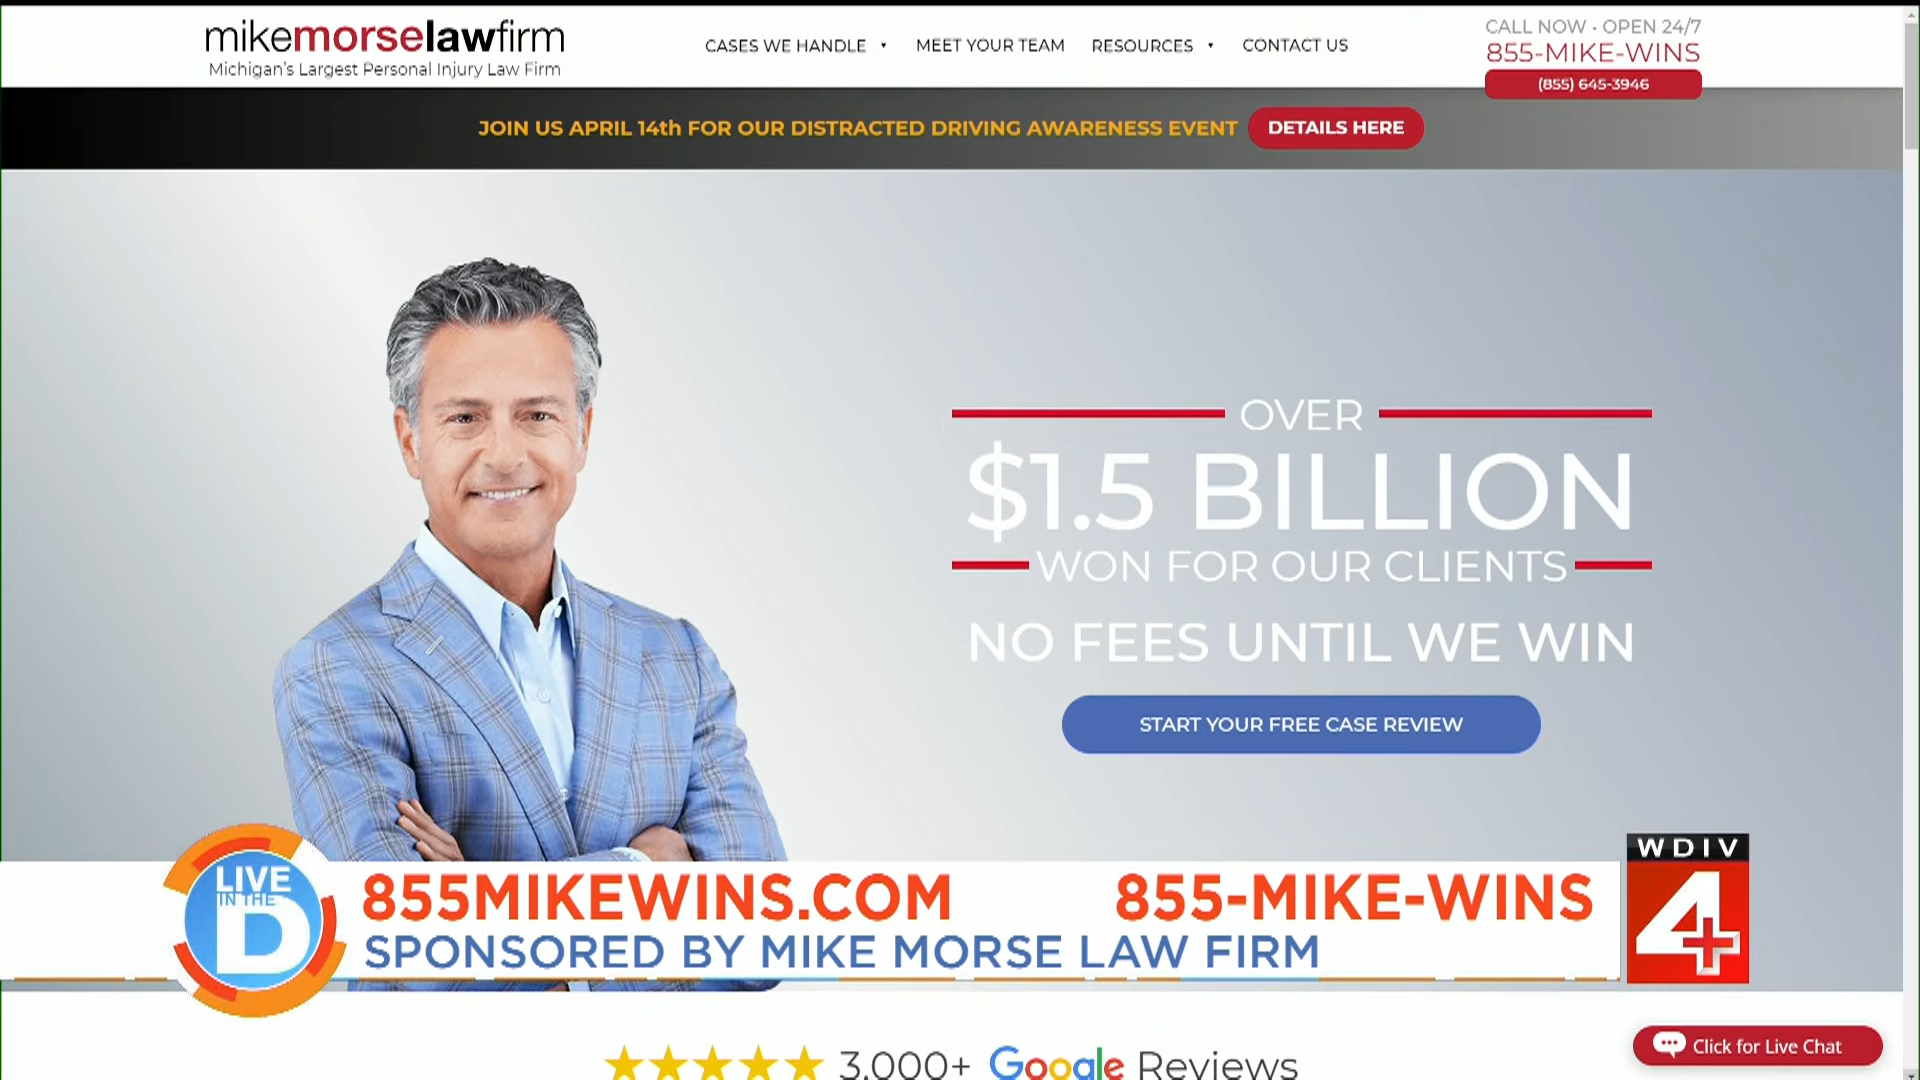 mikemorselawfirm
Michigan's Largest Personal Injury Law Firm
CASES WE HANDLE MEET YOUR TEAM RESOURCES CONTACT US
CALL NOW · OPEN 24/7
855-MIKE-WINS
(855) 645-3946
JOIN US APRIL 14th FOR OUR DISTRACTED DRIVING AWARENESS EVENT DETAILS HERE
OVER
$1.5 BILLION
WON FOR OUR CLIENTS
NO FEES UNTIL WE WIN
START YOUR FREE CASE REVIEW
LIVE
IN THE
D
855MIKEWINS.COM 855-MIKE-WINS
SPONSORED BY MIKE MORSE LAW FIRM
WDIV
4+
3,000+ Google Reviews
Click for Live Chat